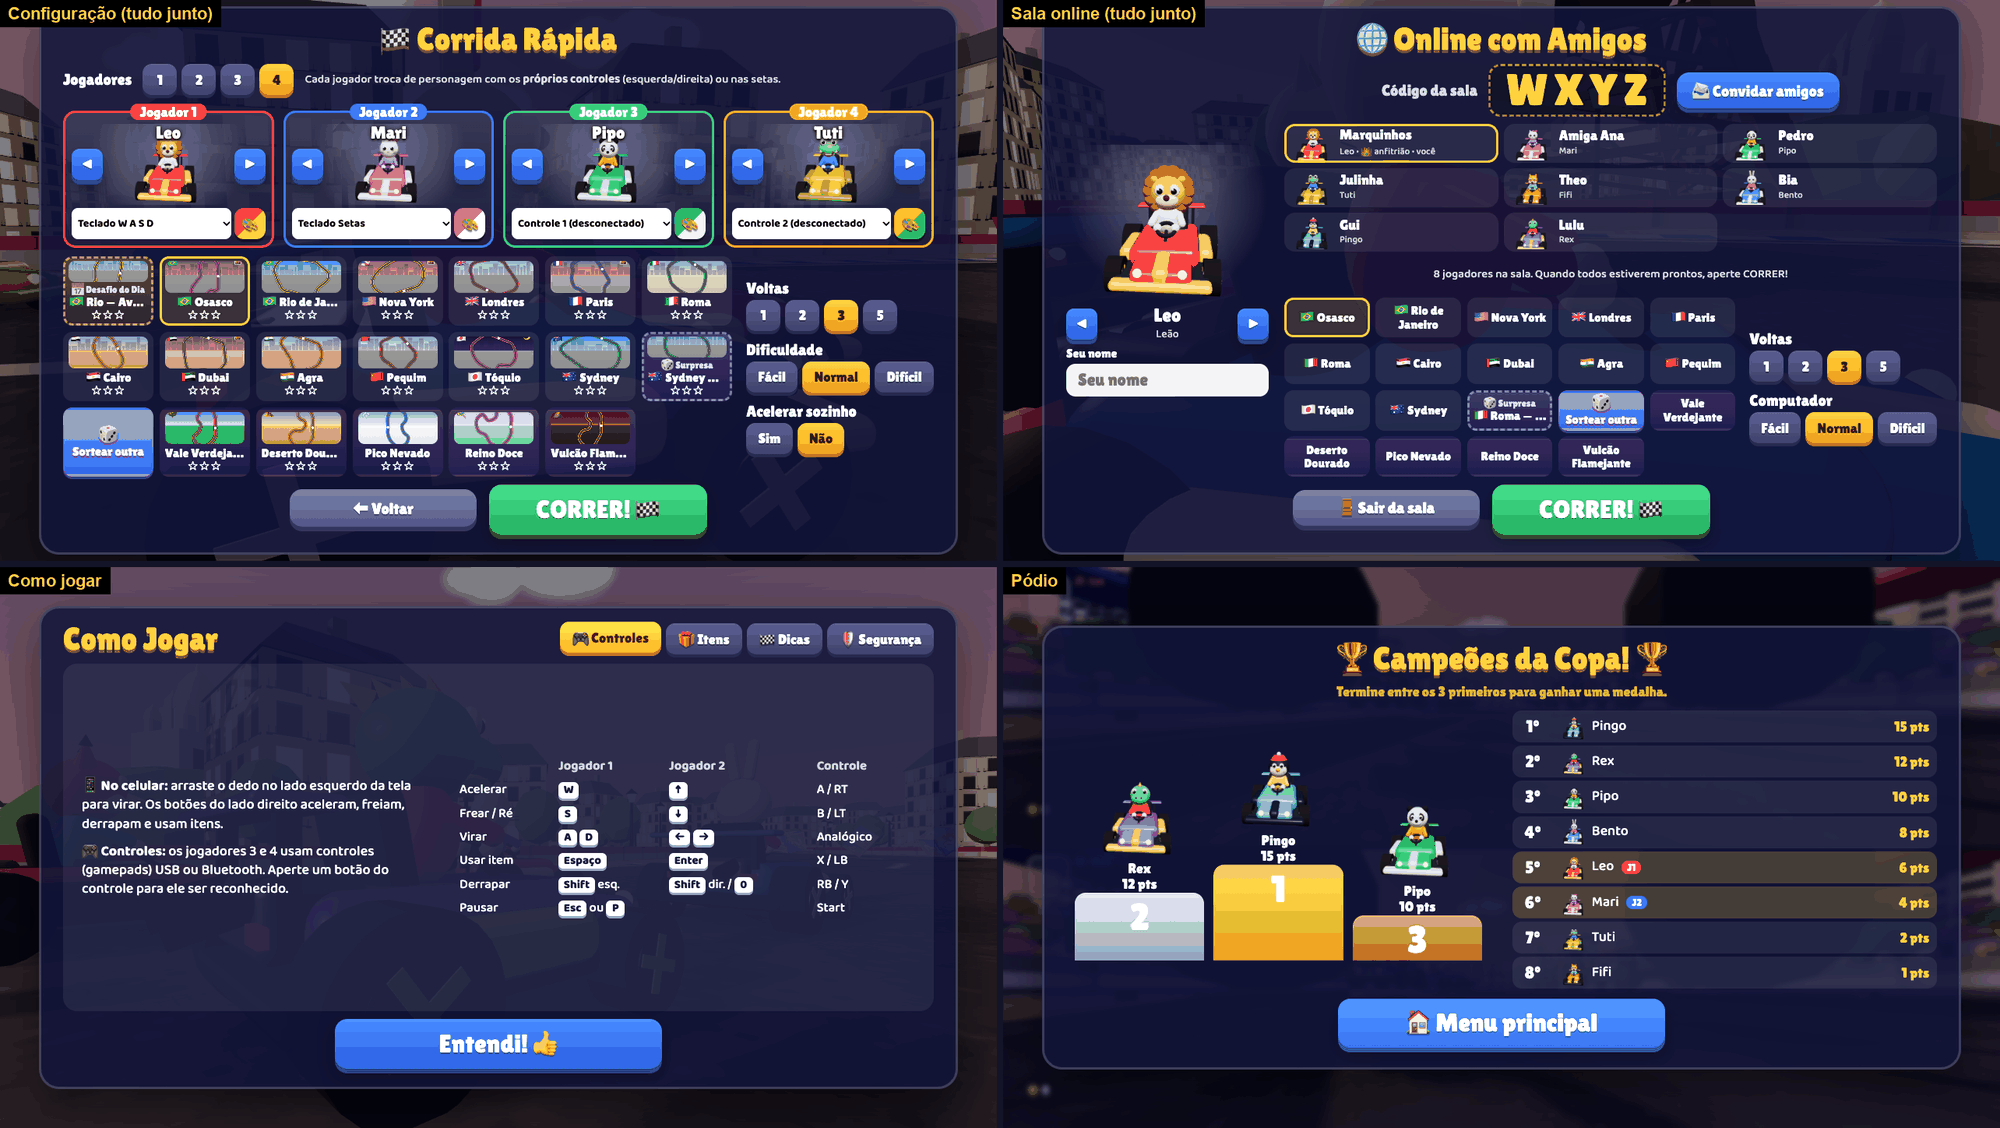 Configuração (tudo junto)
🏁 Corrida Rápida
Jogadores 1 2 3 4 Cada jogador troca de personagem com os próprios controles (esquerda/direita) ou nas setas.
Jogador 1 Jogador 2 Jogador 3 Jogador 4
Leo Mari Pipo Tuti
Teclado W A S D Teclado Setas Controle 1 (desconectado) Controle 2 (desconectado)
17 Desafio do Dia
Rio – Av... Osasco Rio de Ja... Nova York Londres Paris Roma
Surpresa
Cairo Dubai Agra Pequim Tóquio Sydney Sydney ...
Sortear outra Vale Verdeja... Deserto Dou... Pico Nevado Reino Doce Vulcão Flam...
Voltas
1 2 3 5
Dificuldade
Fácil Normal Difícil
Acelerar sozinho
Sim Não
⬅ Voltar CORRER! 🏁
Sala online (tudo junto)
🌐 Online com Amigos
Código da sala WXYZ Convidar amigos
Marquinhos
Leo · anfitrião · você
Amiga Ana
Mari
Pedro
Pipo
Julinha
Tuti
Theo
Fifi
Bia
Bento
Gui
Pingo
Lulu
Rex
8 jogadores na sala. Quando todos estiverem prontos, aperte CORRER!
Leo
Leão
Seu nome
Seu nome
Osasco Rio de Janeiro Nova York Londres Paris
Roma Cairo Dubai Agra Pequim
Tóquio Sydney Surpresa Roma — ... Sortear outra Vale Verdejante
Deserto Dourado Pico Nevado Reino Doce Vulcão Flamejante
Voltas
1 2 3 5
Computador
Fácil Normal Difícil
Sair da sala CORRER! 🏁
Como jogar
Como Jogar
Controles Itens Dicas Segurança
No celular: arraste o dedo no lado esquerdo da tela
para virar. Os botões do lado direito aceleram, freiam,
derrapam e usam itens.
Controles: os jogadores 3 e 4 usam controles
(gamepads) USB ou Bluetooth. Aperte um botão do
controle para ele ser reconhecido.
Jogador 1 Jogador 2 Controle
Acelerar W ↑ A / RT
Frear / Ré S ↓ B / LT
Virar A D ← → Analógico
Usar item Espaço Enter X / LB
Derrapar Shift esq. Shift dir. / 0 RB / Y
Pausar Esc ou P Start
Entendi! 👍
Pódio
🏆 Campeões da Copa! 🏆
Termine entre os 3 primeiros para ganhar uma medalha.
Rex
12 pts
2
Pingo
15 pts
1
Pipo
10 pts
3
1º Pingo 15 pts
2º Rex 12 pts
3º Pipo 10 pts
4º Bento 8 pts
5º Leo J1 6 pts
6º Mari J2 4 pts
7º Tuti 2 pts
8º Fifi 1 pts
🏠 Menu principal